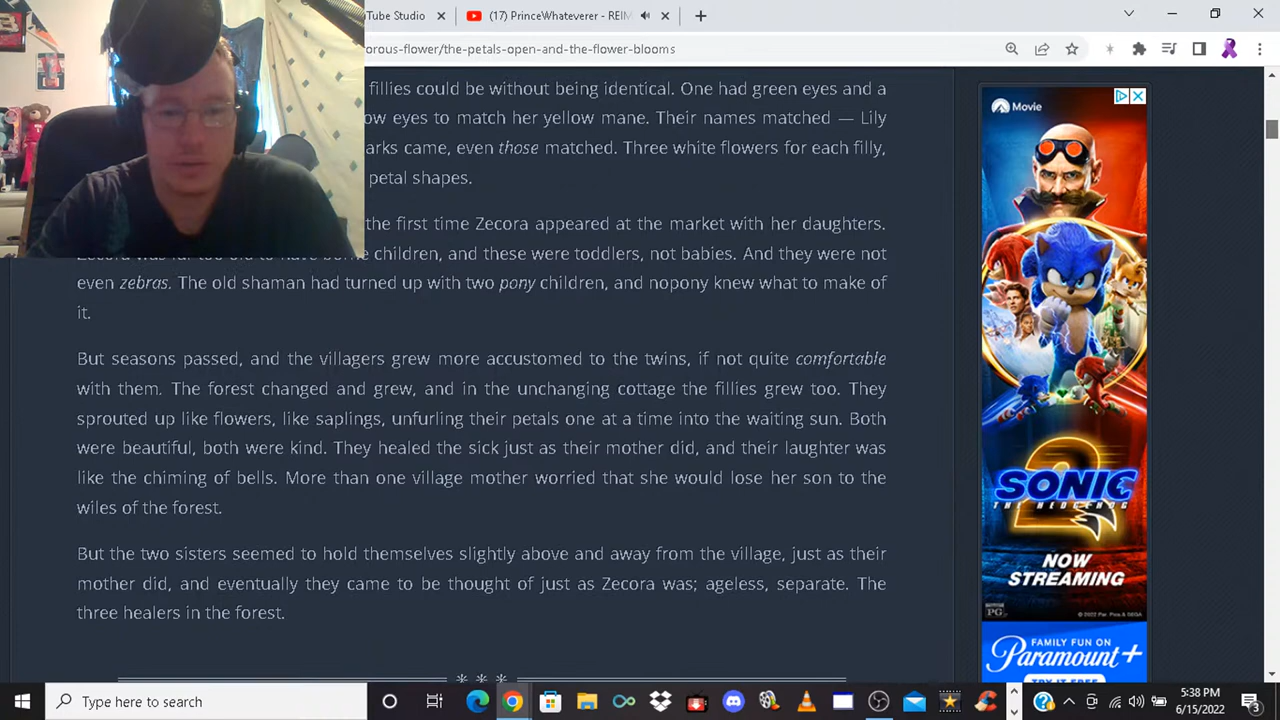 Tube Studio
(17) PrinceWhateverer - REIM
orous-flower/the-petals-open-and-the-flower-blooms
fillies could be without being identical. One had green eyes and a
ow eyes to match her yellow mane. Their names matched — Lily
arks came, even those matched. Three white flowers for each filly,
petal shapes.
the first time Zecora appeared at the market with her daughters.
children, and these were toddlers, not babies. And they were not
even zebras. The old shaman had turned up with two pony children, and nopony knew what to make of
it.
But seasons passed, and the villagers grew more accustomed to the twins, if not quite comfortable
with them. The forest changed and grew, and in the unchanging cottage the fillies grew too. They
sprouted up like flowers, like saplings, unfurling their petals one at a time into the waiting sun. Both
were beautiful, both were kind. They healed the sick just as their mother did, and their laughter was
like the chiming of bells. More than one village mother worried that she would lose her son to the
wiles of the forest.
But the two sisters seemed to hold themselves slightly above and away from the village, just as their
mother did, and eventually they came to be thought of just as Zecora was; ageless, separate. The
three healers in the forest.
Movie
SONIC
THE HEDGEHOG
2
NOW
STREAMING
PG
FAMILY FUN ON
Paramount+
TRY IT FREE
Type here to search
5:38 PM
6/15/2022
3